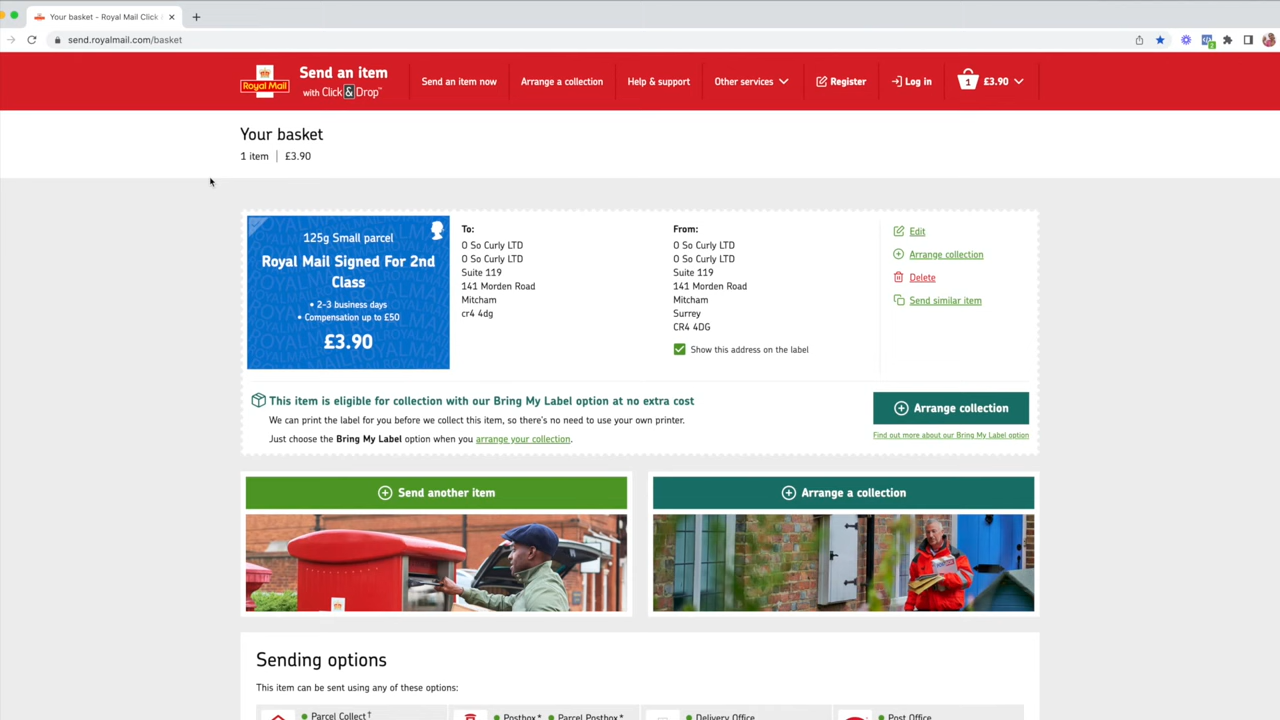 Your basket - Royal Mail Click &
send.royalmail.com/basket
2
Royal Mail
Send an item
with Click & Drop™
Send an item now
Arrange a collection
Help & support
Other services
Register
Log in
1
£3.90
Your basket
1 item | £3.90
125g Small parcel
Royal Mail Signed For 2nd
Class
• 2-3 business days
• Compensation up to £50
£3.90
To:
O So Curly LTD
O So Curly LTD
Suite 119
141 Morden Road
Mitcham
cr4 4dg
From:
O So Curly LTD
O So Curly LTD
Suite 119
141 Morden Road
Mitcham
Surrey
CR4 4DG
Show this address on the label
Edit
Arrange collection
Delete
Send similar item
This item is eligible for collection with our Bring My Label option at no extra cost
We can print the label for you before we collect this item, so there's no need to use your own printer.
Just choose the Bring My Label option when you arrange your collection.
Arrange collection
Find out more about our Bring My Label option
Send another item
Arrange a collection
Sending options
This item can be sent using any of these options:
Parcel Collect†
Postbox*
Parcel Postbox*
Delivery Office
Post Office